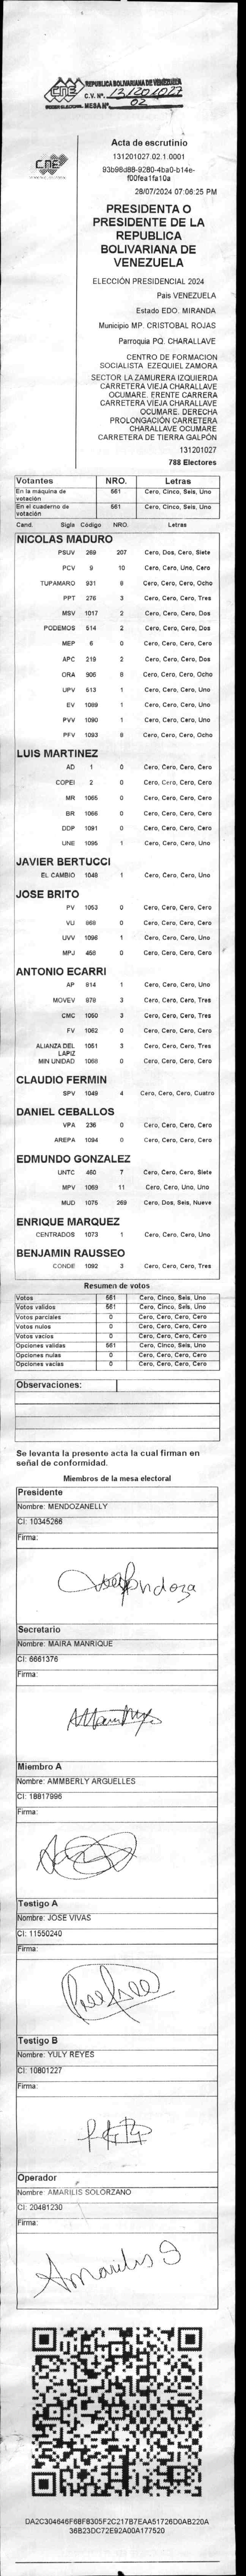 CNE
PODER ELECTORAL
REPUBLICA BOLIVARIANA DE VENEZUELA
C.V. Nº. 131201027
MESA Nº 02
CNE
Acta de escrutinio
131201027.02.1.0001
93b96d88-9280-4ba0-b14e-
f00fea1fa10a
28/07/2024 07:06:25 PM
PRESIDENTA O
PRESIDENTE DE LA
REPUBLICA
BOLIVARIANA DE
VENEZUELA
ELECCIÓN PRESIDENCIAL 2024
Pais VENEZUELA
Estado EDO. MIRANDA
Municipio MP. CRISTOBAL ROJAS
Parroquia PQ. CHARALLAVE
CENTRO DE FORMACION
SOCIALISTA EZEQUIEL ZAMORA
SECTOR LA ZAMURERA IZQUIERDA
CARRETERA VIEJA CHARALLAVE
OCUMARE. FRENTE CARRERA
CARRETERA VIEJA CHARALLAVE
OCUMARE. DERECHA
PROLONGACIÓN CARRETERA
CHARALLAVE OCUMARE
CARRETERA DE TIERRA GALPÓN
131201027
788 Electores
Votantes NRO. Letras
En la máquina de votación 561 Cero, Cinco, Seis, Uno
En el cuaderno de votación 561 Cero, Cinco, Seis, Uno
Cand. Sigla Código NRO. Letras
NICOLAS MADURO
PSUV 269 207 Cero, Dos, Cero, Siete
PCV 9 10 Cero, Cero, Uno, Cero
TUPAMARO 931 8 Cero, Cero, Cero, Ocho
PPT 276 3 Cero, Cero, Cero, Tres
MSV 1017 2 Cero, Cero, Cero, Dos
PODEMOS 514 2 Cero, Cero, Cero, Dos
MEP 6 0 Cero, Cero, Cero, Cero
APC 219 2 Cero, Cero, Cero, Dos
ORA 906 8 Cero, Cero, Cero, Ocho
UPV 513 1 Cero, Cero, Cero, Uno
EV 1089 1 Cero, Cero, Cero, Uno
PVV 1090 1 Cero, Cero, Cero, Uno
PFV 1093 8 Cero, Cero, Cero, Ocho
LUIS MARTINEZ
AD 1 0 Cero, Cero, Cero, Cero
COPEI 2 0 Cero, Cero, Cero, Cero
MR 1065 0 Cero, Cero, Cero, Cero
BR 1066 0 Cero, Cero, Cero, Cero
DDP 1091 0 Cero, Cero, Cero, Cero
UNE 1095 1 Cero, Cero, Cero, Uno
JAVIER BERTUCCI
EL CAMBIO 1048 1 Cero, Cero, Cero, Uno
JOSE BRITO
PV 1053 0 Cero, Cero, Cero, Cero
VU 868 0 Cero, Cero, Cero, Cero
UVV 1096 1 Cero, Cero, Cero, Uno
MPJ 458 0 Cero, Cero, Cero, Cero
ANTONIO ECARRI
AP 914 1 Cero, Cero, Cero, Uno
MOVEV 979 3 Cero, Cero, Cero, Tres
CMC 1050 3 Cero, Cero, Cero, Tres
FV 1062 0 Cero, Cero, Cero, Cero
ALIANZA DEL LAPIZ 1051 3 Cero, Cero, Cero, Tres
MIN UNIDAD 1068 0 Cero, Cero, Cero, Cero
CLAUDIO FERMIN
SPV 1049 4 Cero, Cero, Cero, Cuatro
DANIEL CEBALLOS
VPA 236 0 Cero, Cero, Cero, Cero
AREPA 1094 0 Cero, Cero, Cero, Cero
EDMUNDO GONZALEZ
UNTC 460 7 Cero, Cero, Cero, Siete
MPV 1069 11 Cero, Cero, Uno, Uno
MUD 1075 269 Cero, Dos, Seis, Nueve
ENRIQUE MARQUEZ
CENTRADOS 1073 1 Cero, Cero, Cero, Uno
BENJAMIN RAUSSEO
CONDE 1092 3 Cero, Cero, Cero, Tres
Resumen de votos
Votos 561 Cero, Cinco, Seis, Uno
Votos validos 561 Cero, Cinco, Seis, Uno
Votos parciales 0 Cero, Cero, Cero, Cero
Votos nulos 0 Cero, Cero, Cero, Cero
Votos vacios 0 Cero, Cero, Cero, Cero
Opciones validas 561 Cero, Cinco, Seis, Uno
Opciones nulas 0 Cero, Cero, Cero, Cero
Opciones vacias 0 Cero, Cero, Cero, Cero
Observaciones:
Se levanta la presente acta la cual firman en
señal de conformidad.
Miembros de la mesa electoral
Presidente
Nombre: MENDOZANELLY
CI: 10345266
Firma:
Secretario
Nombre: MAIRA MANRIQUE
CI: 6661376
Firma:
Miembro A
Nombre: AMMBERLY ARGUELLES
CI: 18817996
Firma:
Testigo A
Nombre: JOSE VIVAS
CI: 11550240
Firma:
Testigo B
Nombre: YULY REYES
CI: 10801227
Firma:
Operador
Nombre: AMARILIS SOLORZANO
CI: 20481230
Firma:
Amarilis S
DA2C304646F68F8305F2C217B7EAA51726D0AB220A
36B23DC72E92A00A177520